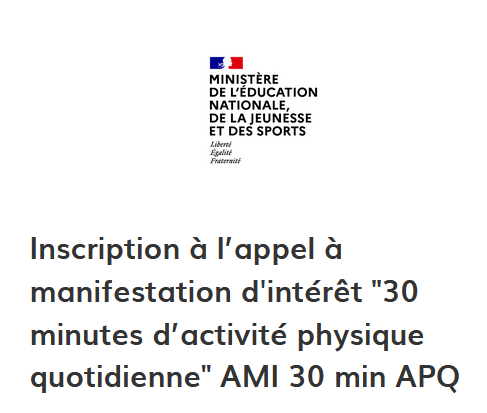 MINISTÈRE
DE L'ÉDUCATION
NATIONALE,
DE LA JEUNESSE
ET DES SPORTS
Liberté
Égalité
Fraternité
Inscription à l’appel à
manifestation d'intérêt "30
minutes d’activité physique
quotidienne" AMI 30 min APQ